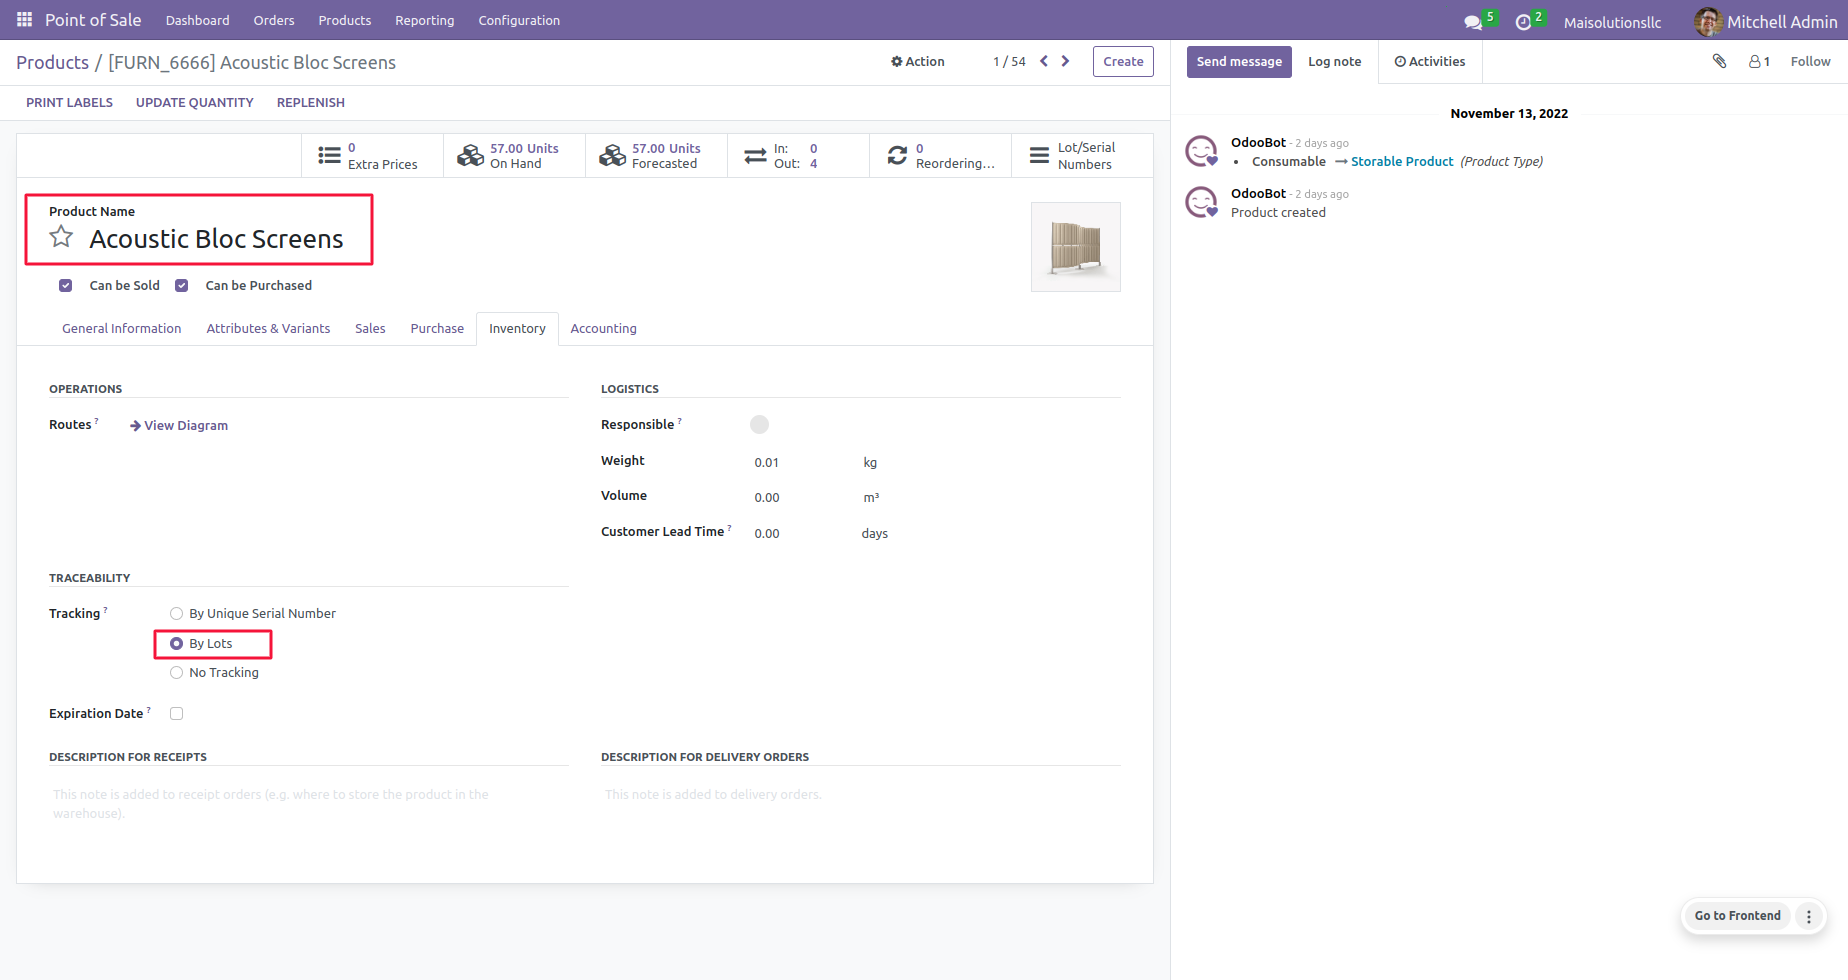 Point of Sale Dashboard Orders Products Reporting Configuration 5 2 Maisolutionsllc Mitchell Admin
Products / [FURN_6666] Acoustic Bloc Screens Action 1 / 54 Create
PRINT LABELS UPDATE QUANTITY REPLENISH
0
Extra Prices
57.00 Units
On Hand
57.00 Units
Forecasted
In: 0
Out: 4
0
Reordering...
Lot/Serial
Numbers
Product Name
Acoustic Bloc Screens
Can be Sold Can be Purchased
General Information Attributes & Variants Sales Purchase Inventory Accounting
OPERATIONS
Routes ? View Diagram
LOGISTICS
Responsible ?
Weight 0.01 kg
Volume 0.00 m³
Customer Lead Time ? 0.00 days
TRACEABILITY
Tracking ? By Unique Serial Number
By Lots
No Tracking
Expiration Date ?
DESCRIPTION FOR RECEIPTS
This note is added to receipt orders (e.g. where to store the product in the
warehouse).
DESCRIPTION FOR DELIVERY ORDERS
This note is added to delivery orders.
Send message Log note Activities 1 Follow
November 13, 2022
OdooBot - 2 days ago
• Consumable → Storable Product (Product Type)
OdooBot - 2 days ago
Product created
Go to Frontend